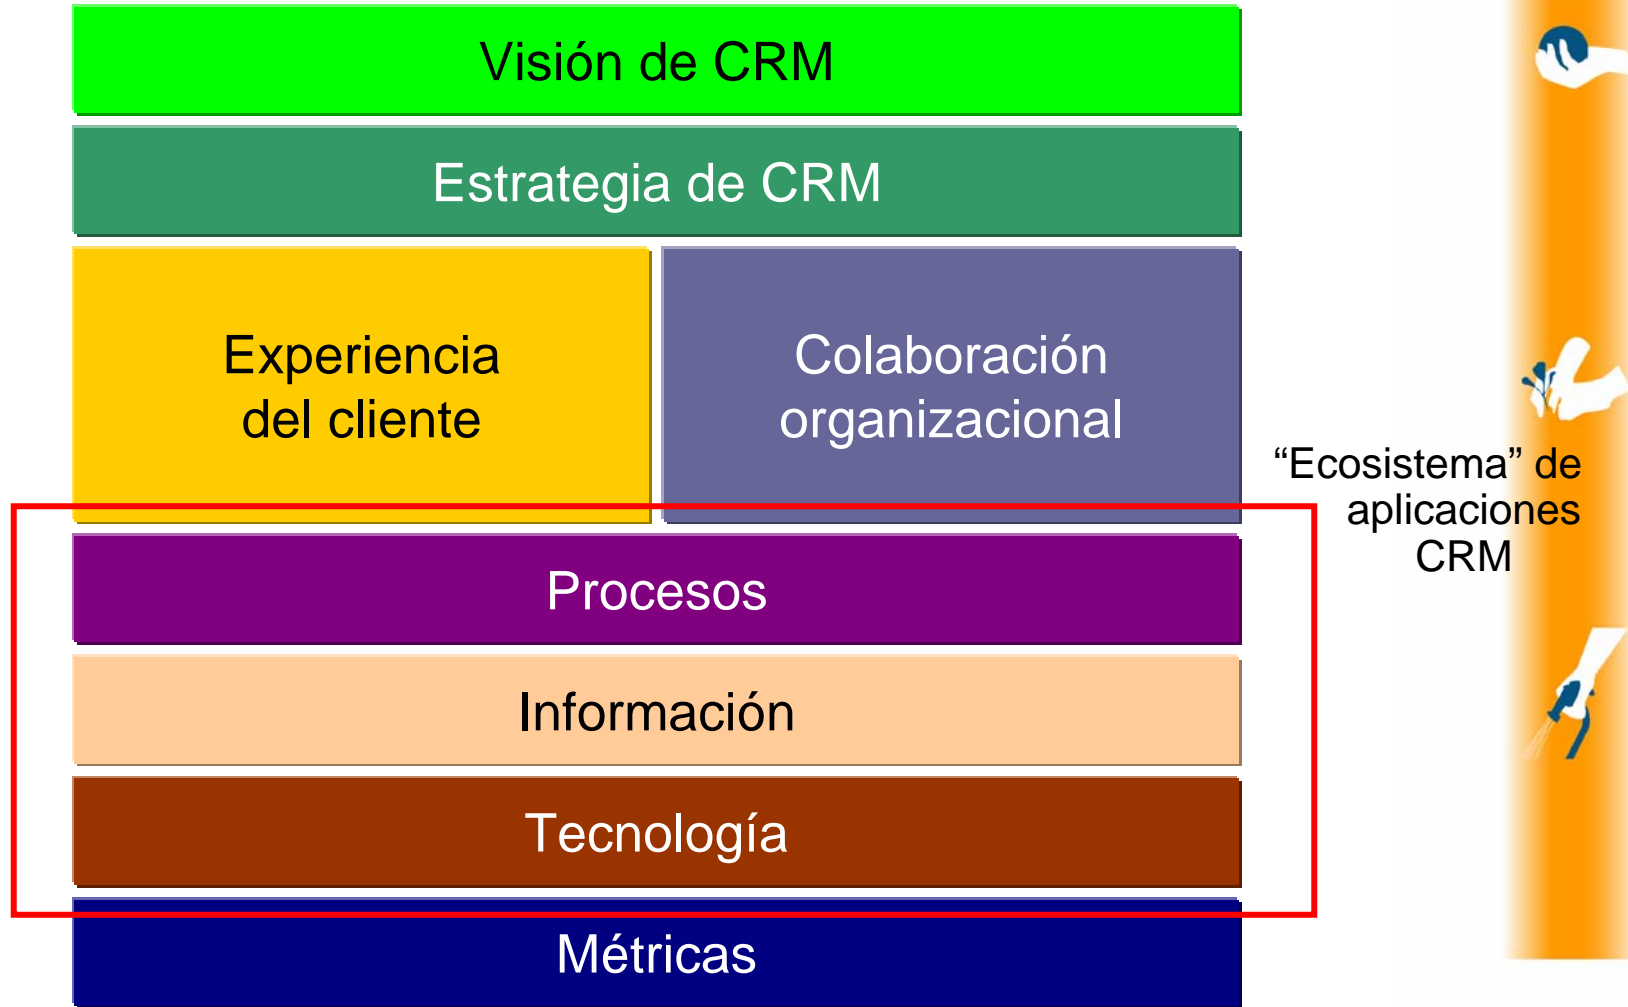 Visión de CRM
Estrategia de CRM
Experiencia
del cliente
Colaboración
organizacional
“Ecosistema” de
aplicaciones
CRM
Procesos
Información
Tecnología
Métricas